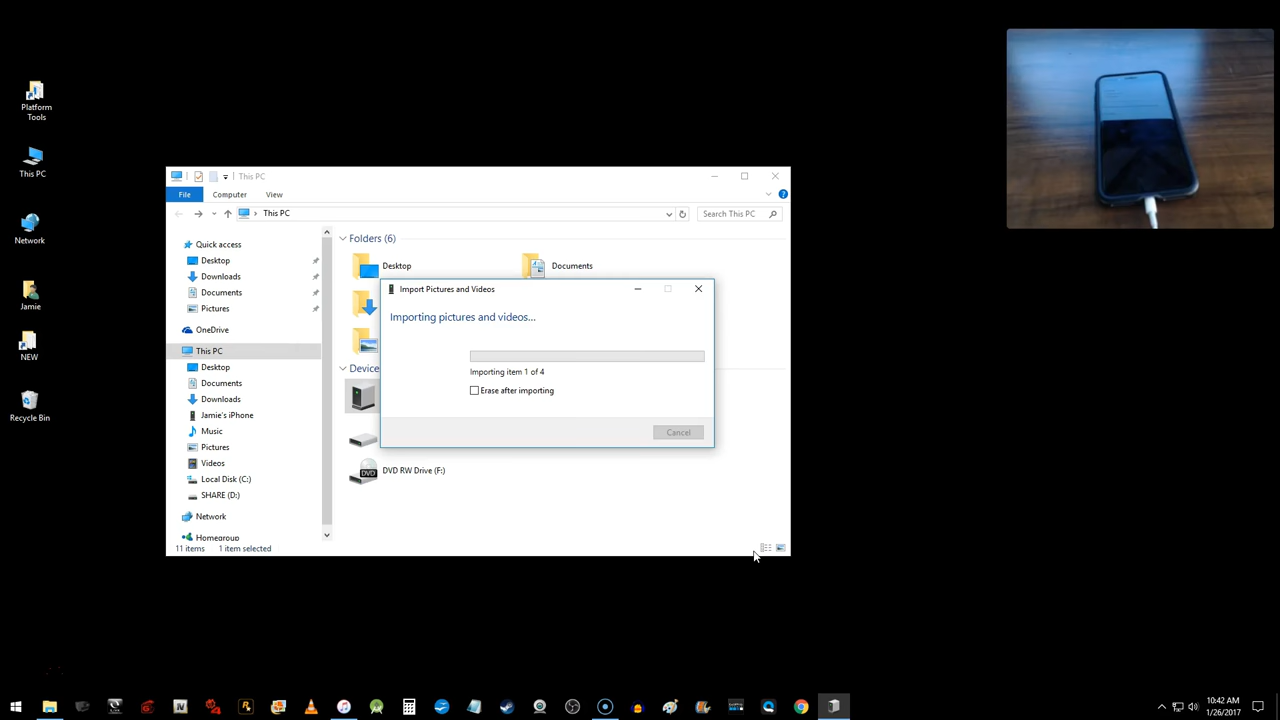 Platform
Tools
This PC
Network
Jamie
NEW
Recycle Bin
This PC
File
Computer
View
This PC
Search This PC
Quick access
Desktop
Downloads
Documents
Pictures
OneDrive
This PC
Desktop
Documents
Downloads
Jamie's iPhone
Music
Pictures
Videos
Local Disk (C:)
SHARE (D:)
Network
Homegroup
Folders (6)
Desktop
Documents
Device
DVD RW Drive (F:)
11 items
1 item selected
Import Pictures and Videos
Importing pictures and videos...
Importing item 1 of 4
Erase after importing
Cancel
10:42 AM
1/26/2017